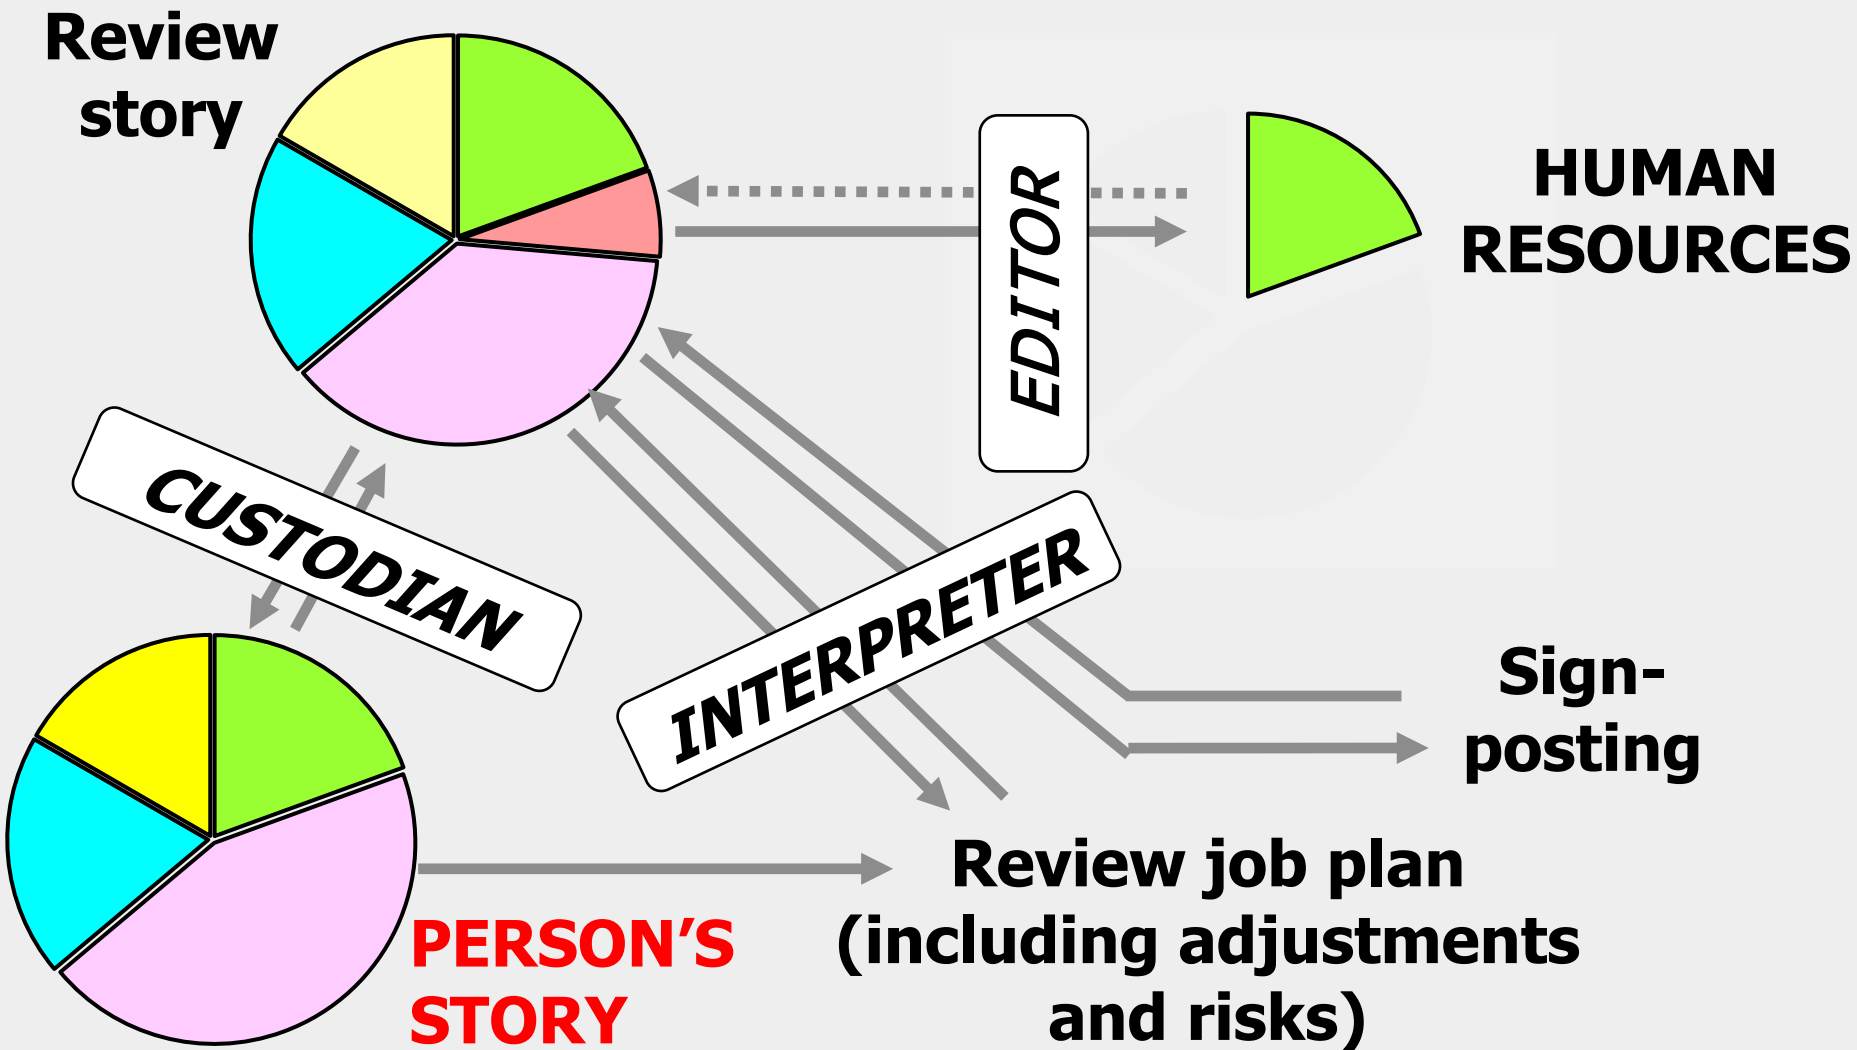 Review
story
HUMAN
RESOURCES
EDITOR
CUSTODIAN
INTERPRETER
Sign-
posting
PERSON’S
STORY
Review job plan
(including adjustments
and risks)